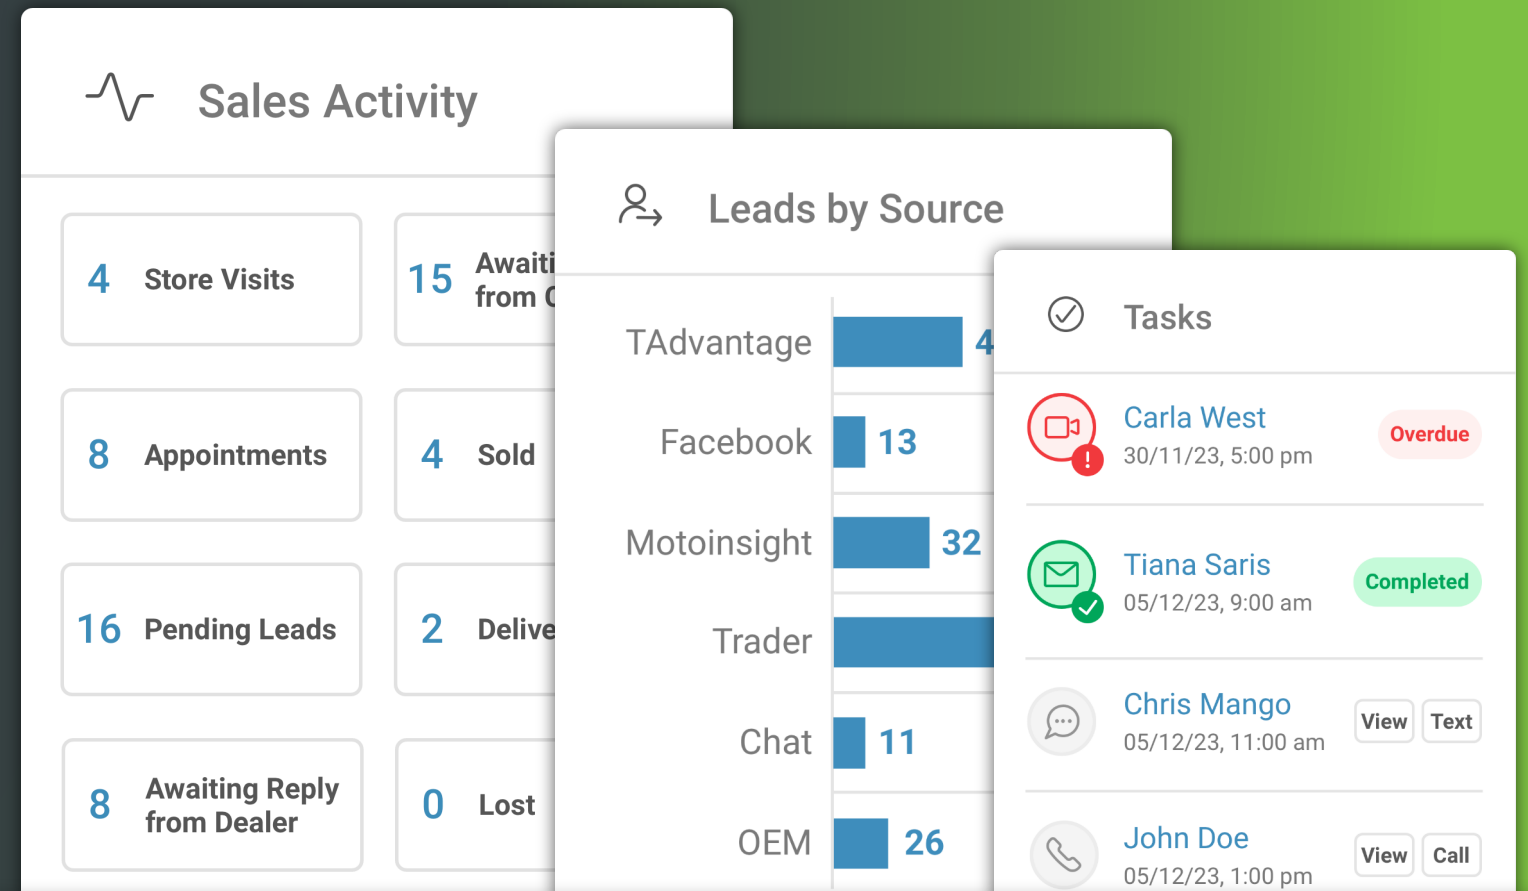 Sales Activity
4 Store Visits
15
from
8 Appointments
4 Sold
16 Pending Leads
2
8 Awaiting Reply
from Dealer
0 Lost
Leads by Source
TAdvantage
Facebook 13
Motoinsight 32
Trader
Chat 11
OEM 26
Tasks
Carla West
30/11/23, 5:00 pm
Overdue
Tiana Saris
05/12/23, 9:00 am
Completed
Chris Mango
05/12/23, 11:00 am
View Text
John Doe
05/12/23, 1:00 pm
View Call